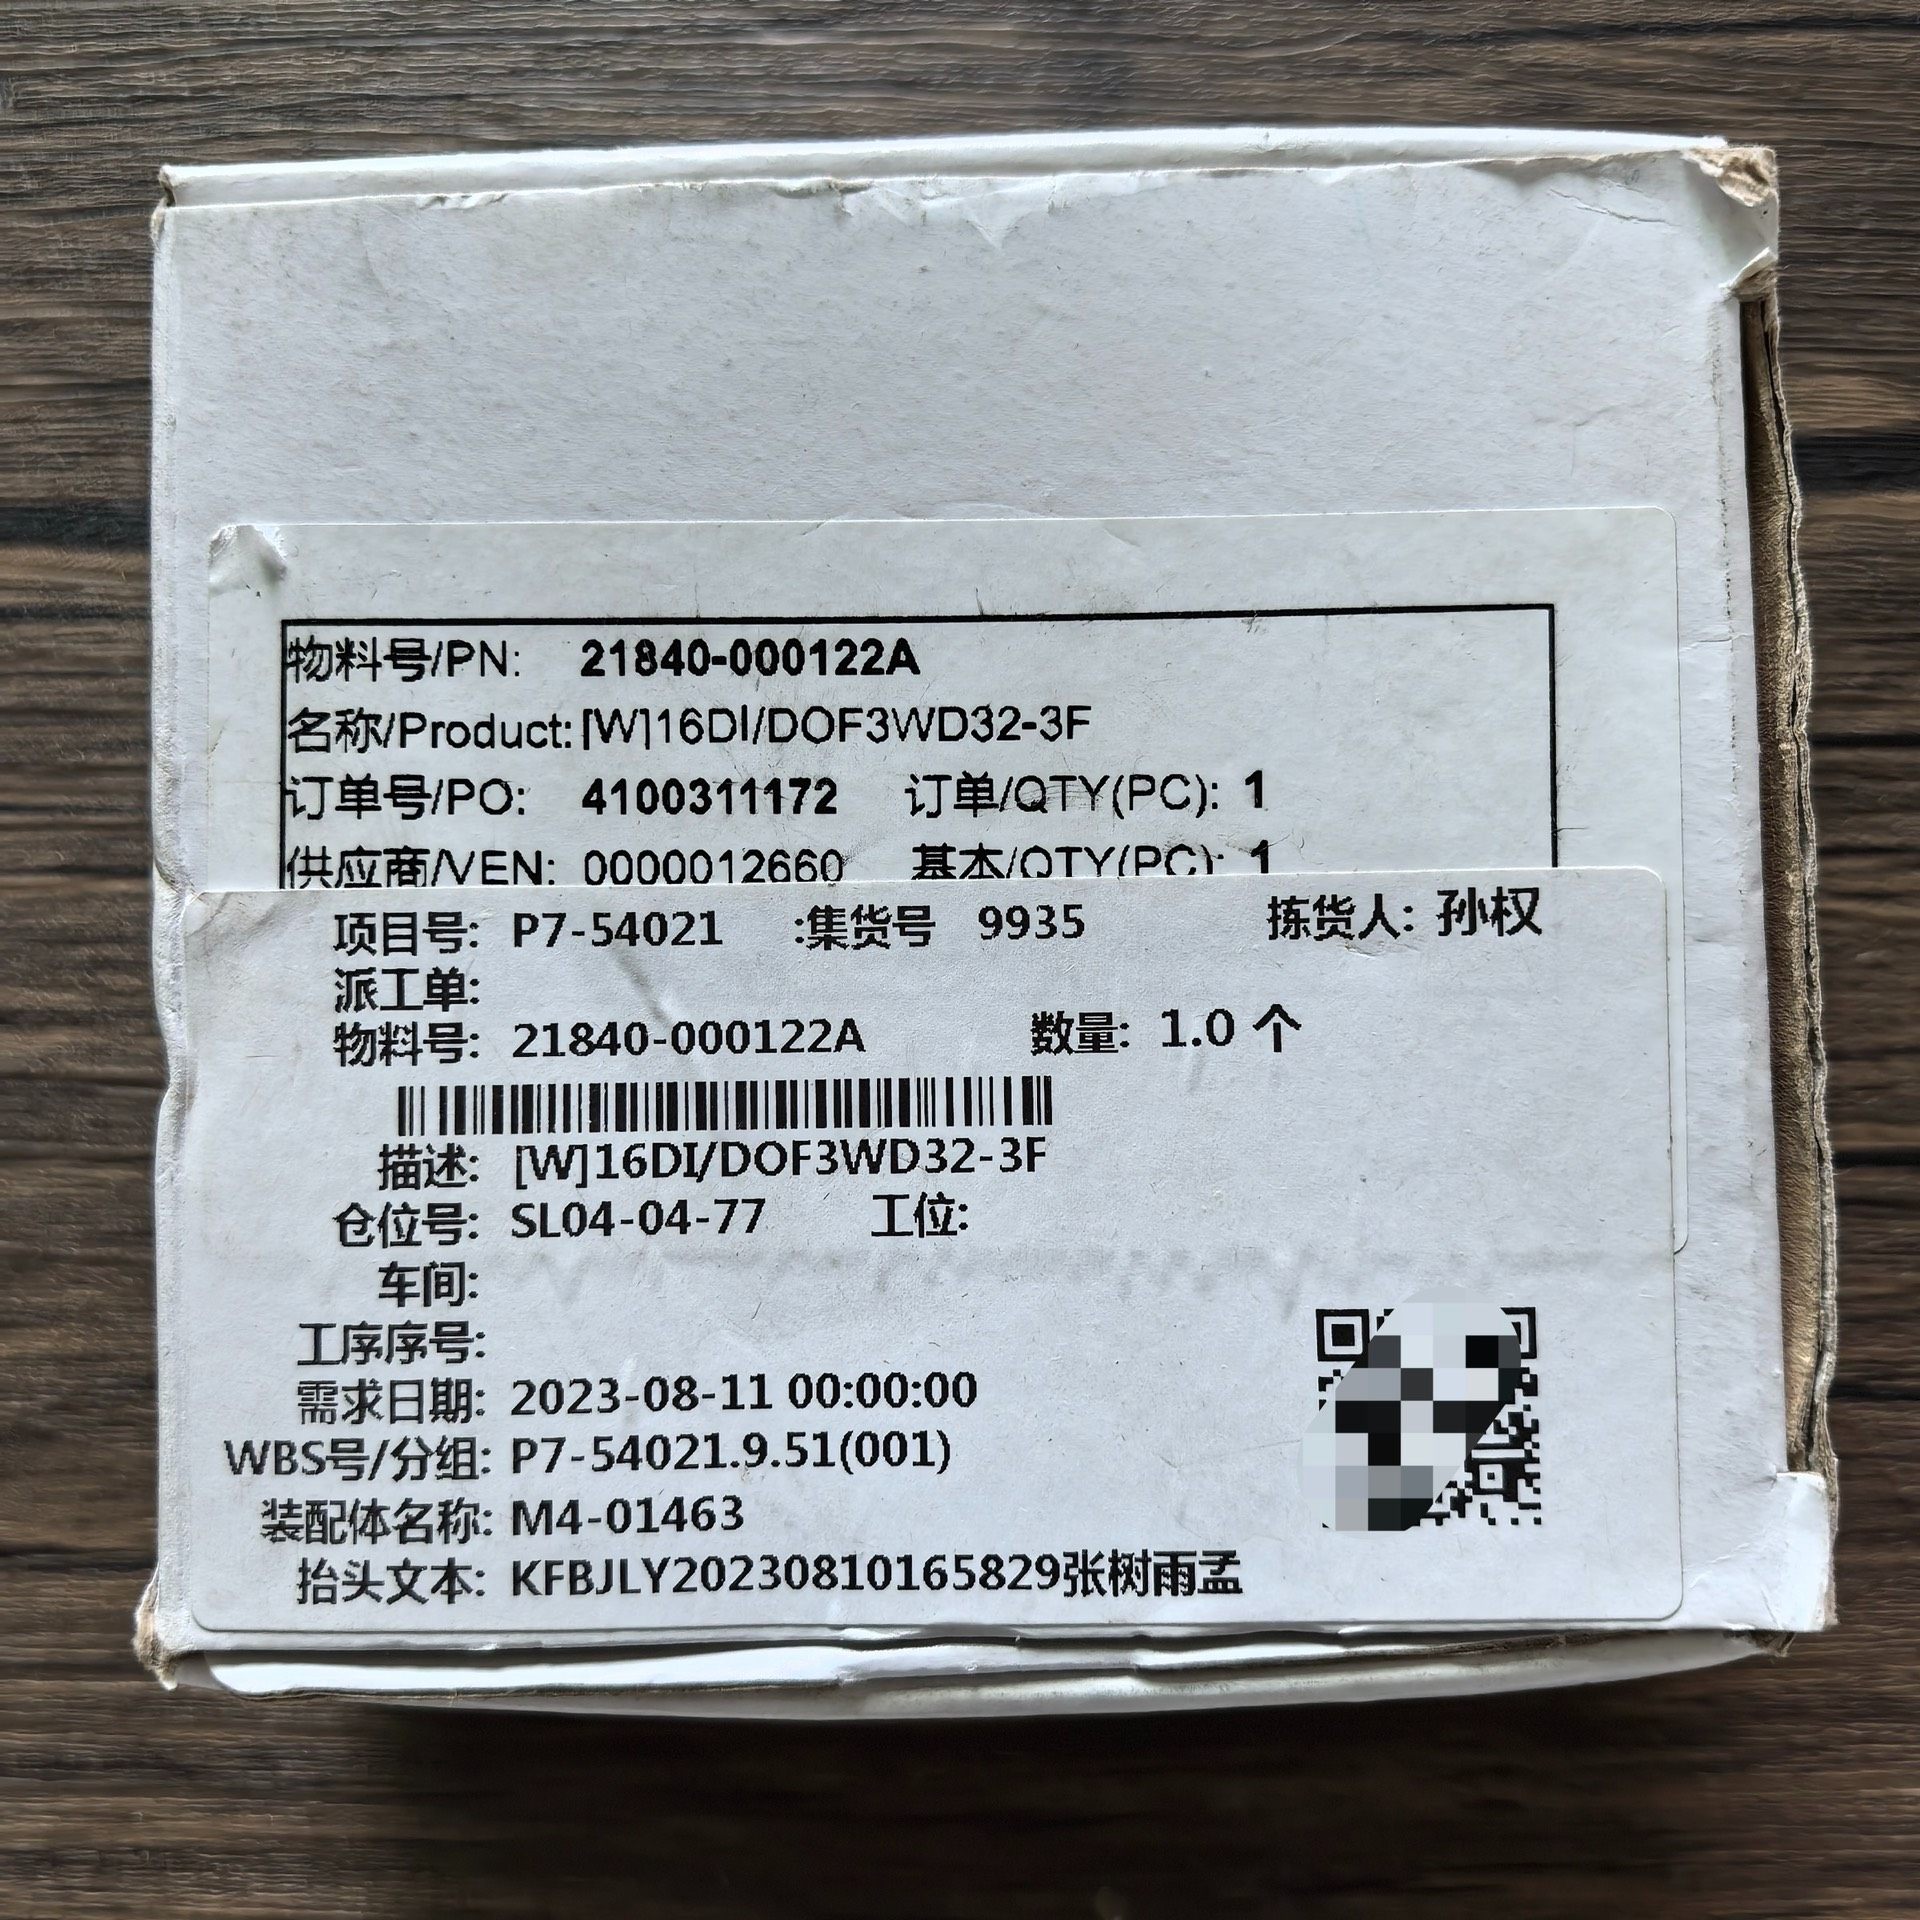 物料号/PN: 21840-000122A
名称/Product: [W]16DI/DOF3WD32-3F
订单号/PO: 4100311172 订单/QTY(PC): 1
供应商/VEN: 0000012660 基本/QTY(PC): 1
项目号: P7-54021 :集货号 9935 拣货人: 孙权
派工单:
物料号: 21840-000122A 数量: 1.0 个
描述: [W]16DI/DOF3WD32-3F
仓位号: SL04-04-77 工位:
车间:
工序序号:
需求日期: 2023-08-11 00:00:00
WBS号/分组: P7-54021.9.51(001)
装配体名称: M4-01463
抬头文本: KFBJLY20230810165829张树雨孟